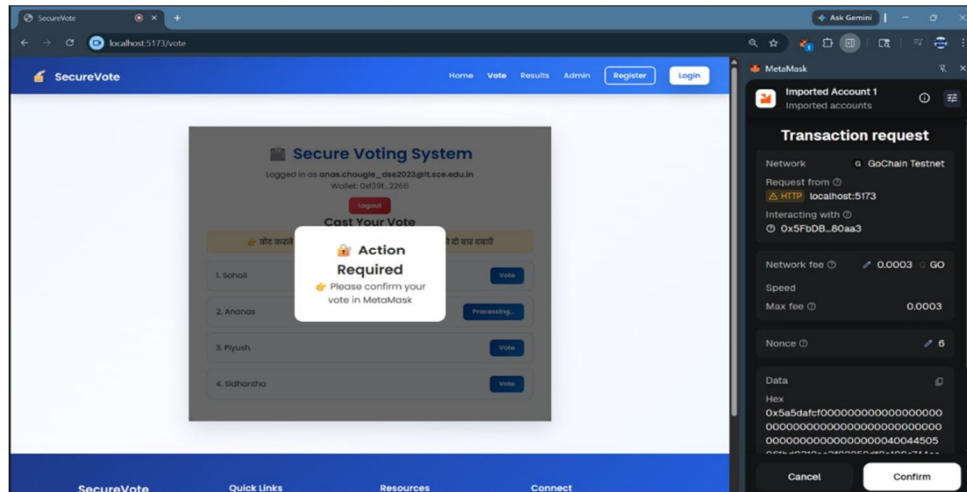 SecureVote
Ask Gemini
localhost:5173/vote
SecureVote
Home Vote Results Admin Register Login
Secure Voting System
Logged in as anas.chougle_dse2023@it.sce.edu.in
Wallet: 0xf39f...2266
Logout
Cast Your Vote
वोट करने
दो बार दबाएँ
Action
Required
Please confirm your
vote in MetaMask
1. Sohail Vote
2. Ananas Processing...
3. Piyush Vote
4. Sidhantha Vote
SecureVote Quick Links Resources Connect
MetaMask
Imported Account 1
Imported accounts
Transaction request
Network G GoChain Testnet
Request from
HTTP localhost:5173
Interacting with
0x5FbDB...80aa3
Network fee 0.0003 G GO
Speed
Max fee 0.0003
Nonce 6
Data
Hex
0x5a5dafcf000000000000000000
Cancel Confirm